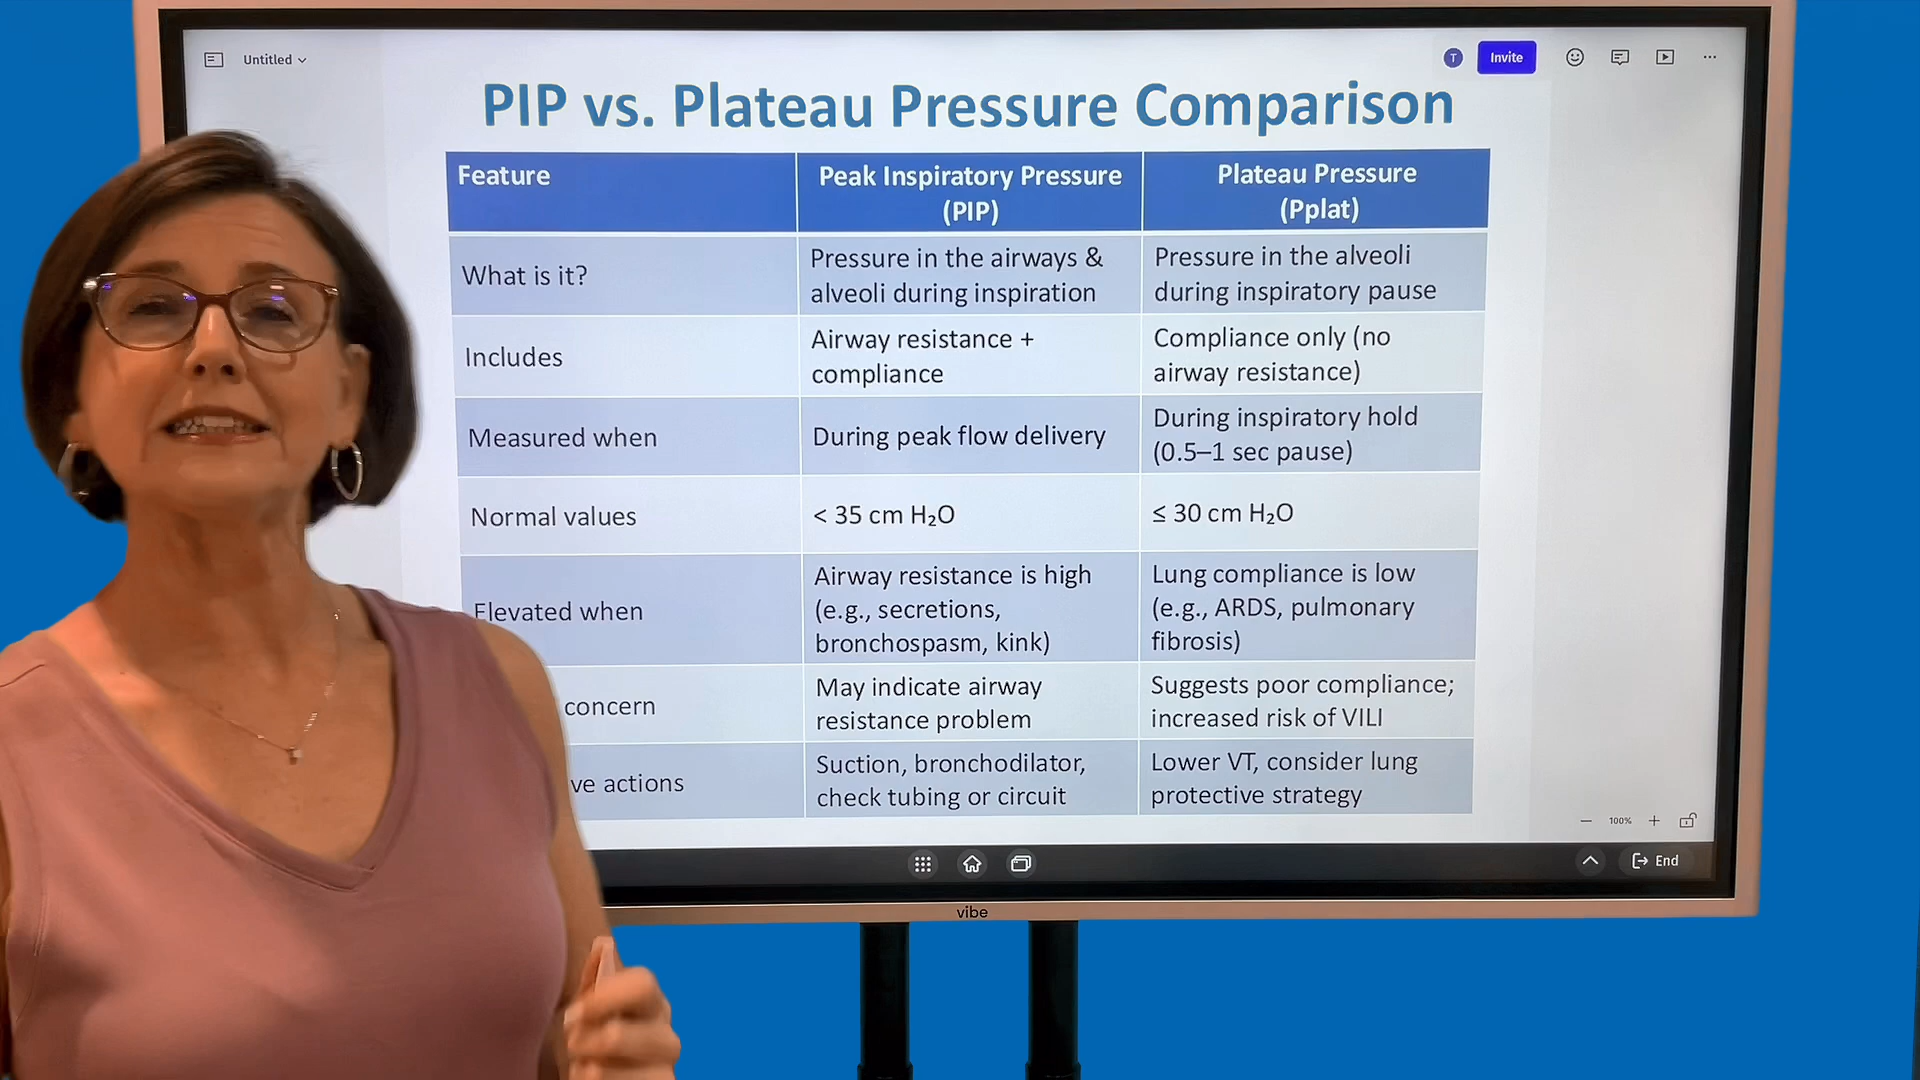 Untitled
T
Invite
PIP vs. Plateau Pressure Comparison
Feature
Peak Inspiratory Pressure
(PIP)
Plateau Pressure
(Pplat)
What is it?
Pressure in the airways &
alveoli during inspiration
Pressure in the alveoli
during inspiratory pause
Includes
Airway resistance +
compliance
Compliance only (no
airway resistance)
Measured when
During peak flow delivery
During inspiratory hold
(0.5–1 sec pause)
Normal values
< 35 cm H₂O
≤ 30 cm H₂O
Elevated when
Airway resistance is high
(e.g., secretions,
bronchospasm, kink)
Lung compliance is low
(e.g., ARDS, pulmonary
fibrosis)
concern
May indicate airway
resistance problem
Suggests poor compliance;
increased risk of VILI
ve actions
Suction, bronchodilator,
check tubing or circuit
Lower VT, consider lung
protective strategy
100%
End
vibe